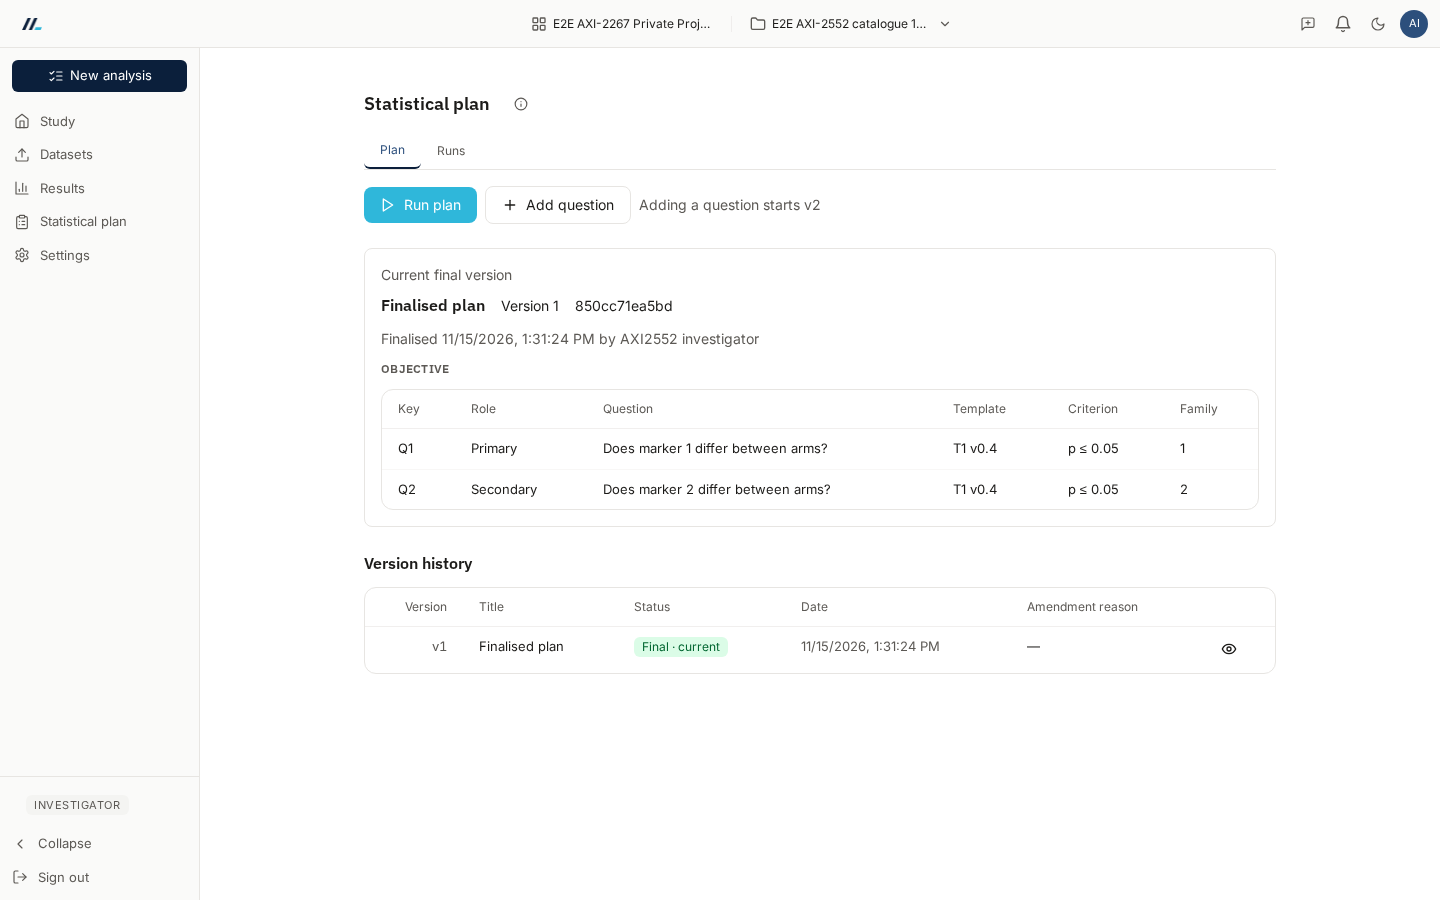 E2E AXI-2267 Private Proj...
E2E AXI-2552 catalogue 1...
AI
New analysis
Study
Datasets
Results
Statistical plan
Settings
INVESTIGATOR
Collapse
Sign out
Statistical plan
Plan
Runs
Run plan
Add question
Adding a question starts v2
Current final version
Finalised plan Version 1 850cc71ea5bd
Finalised 11/15/2026, 1:31:24 PM by AXI2552 investigator
OBJECTIVE
Key Role Question Template Criterion Family
Q1 Primary Does marker 1 differ between arms? T1 v0.4 p ≤ 0.05 1
Q2 Secondary Does marker 2 differ between arms? T1 v0.4 p ≤ 0.05 2
Version history
Version Title Status Date Amendment reason
v1 Finalised plan Final · current 11/15/2026, 1:31:24 PM —